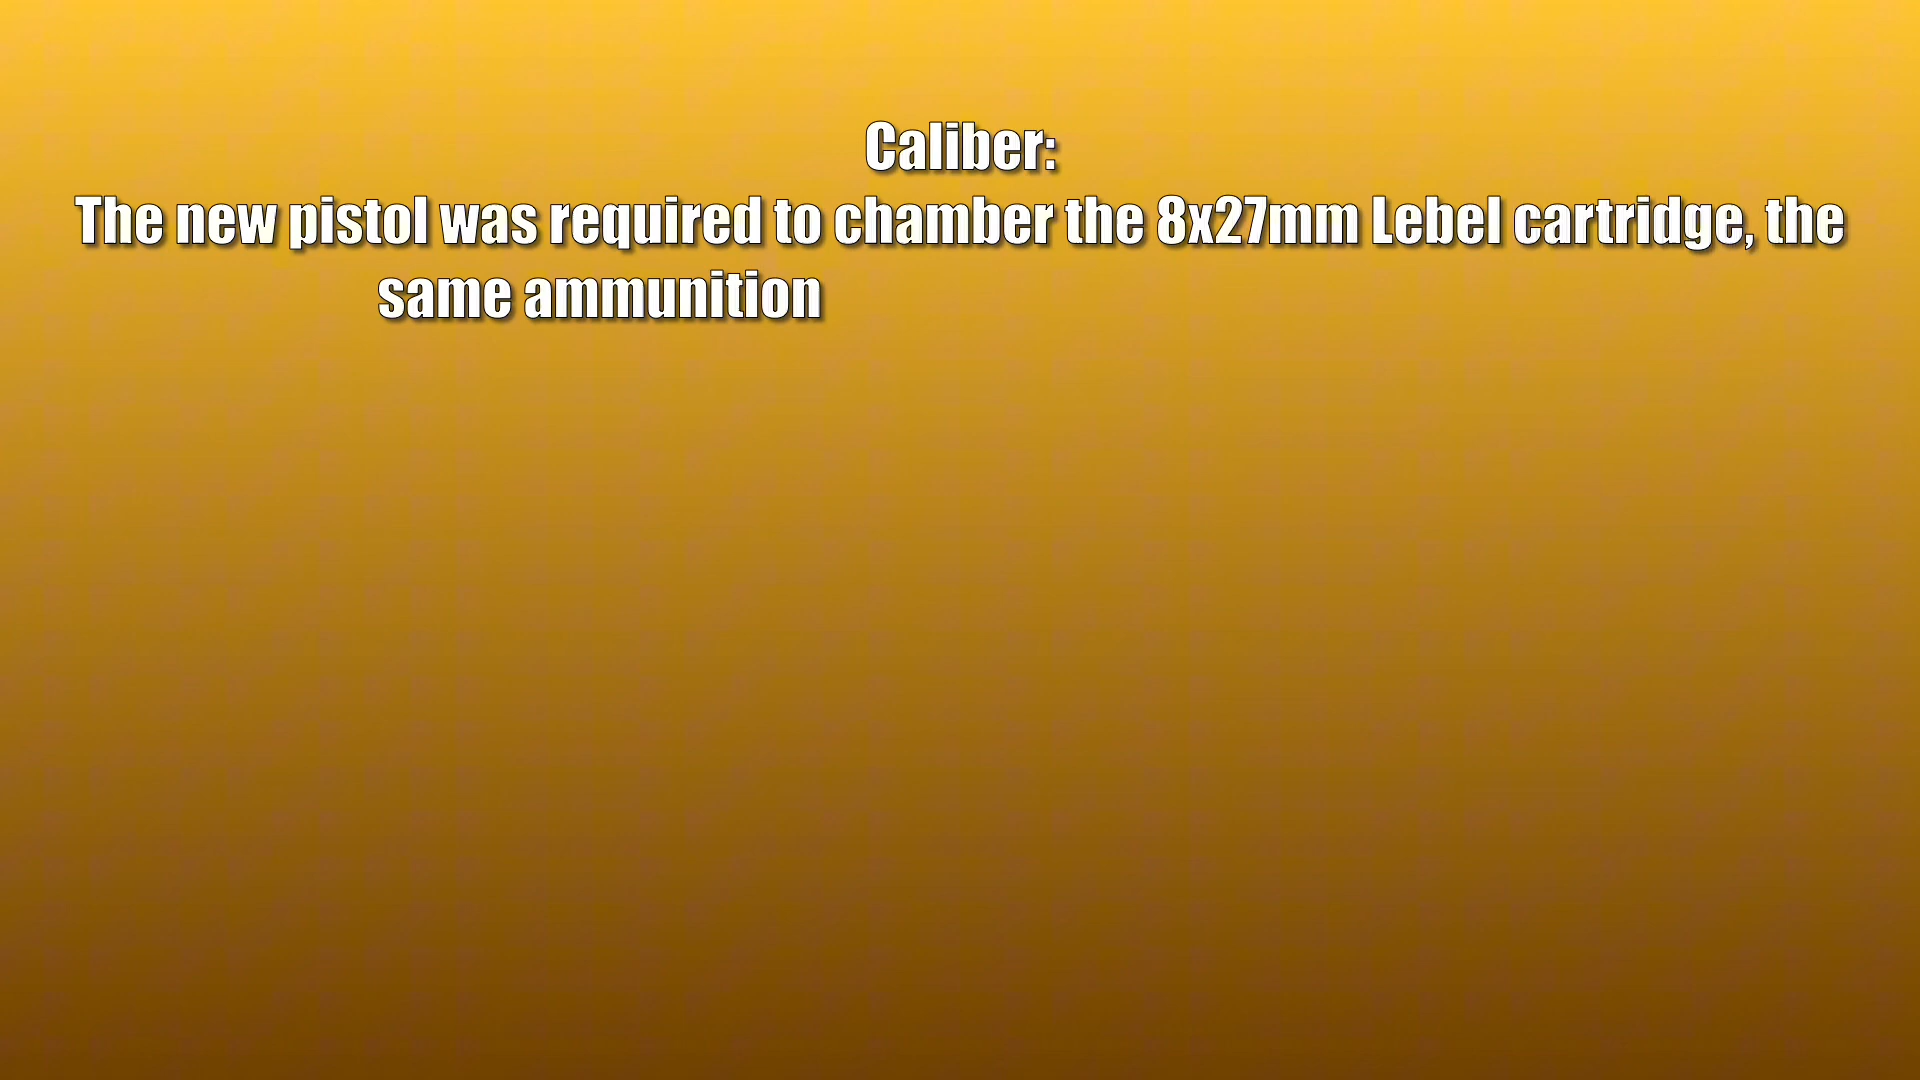 Caliber:
The new pistol was required to chamber the 8x27mm Lebel cartridge, the
same ammunition